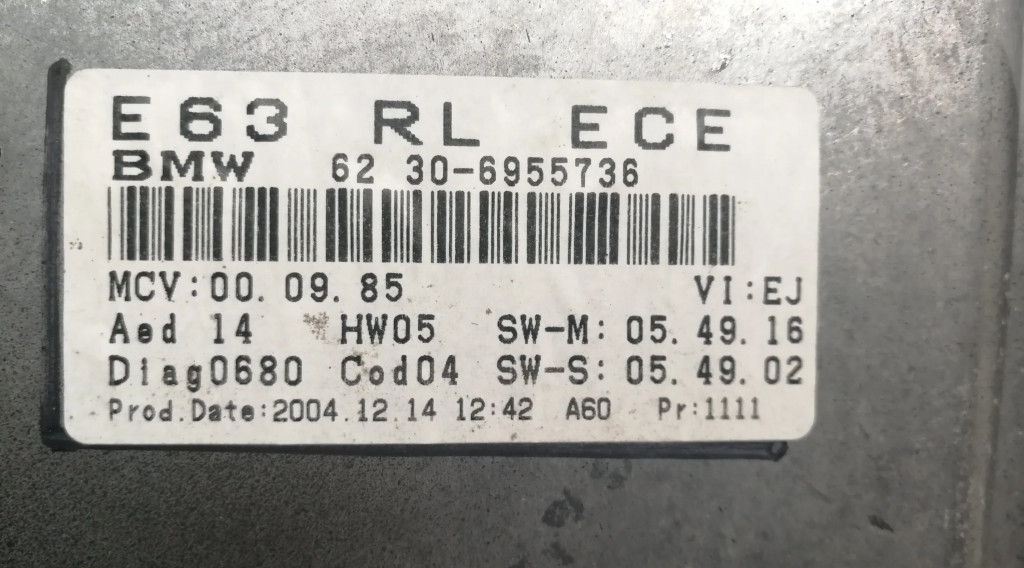 E63 RL ECE
BMW 62 30-6955736
MCV:00. 09. 85 VI:EJ
Aed 14 HW05 SW-M: 05. 49. 16
Diag0680 Cod04 SW-S: 05. 49. 02
Prod.Date:2004.12.14 12:42 A60 Pr:1111